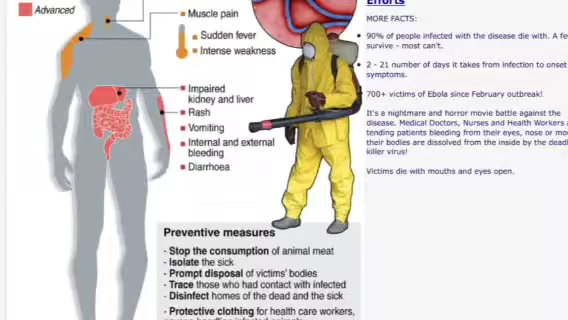 Advanced
Muscle pain
Sudden fever
Intense weakness
Impaired
kidney and liver
Rash
Vomiting
Internal and external
bleeding
Diarrhoea
Preventive measures
- Stop the consumption of animal meat
- Isolate the sick
- Prompt disposal of victims' bodies
- Trace those who had contact with infected
- Disinfect homes of the dead and the sick
- Protective clothing for health care workers,
Efforts
MORE FACTS:
90% of people infected with the disease die with. A fe
survive - most can't.
2 - 21 number of days it takes from infection to onset
symptoms.
700+ victims of Ebola since February outbreak!
It's a nightmare and horror movie battle against the
disease. Medical Doctors, Nurses and Health Workers
tending patients bleeding from their eyes, nose or mo
their bodies are dissolved from the inside by the dead
killer virus!
Victims die with mouths and eyes open.